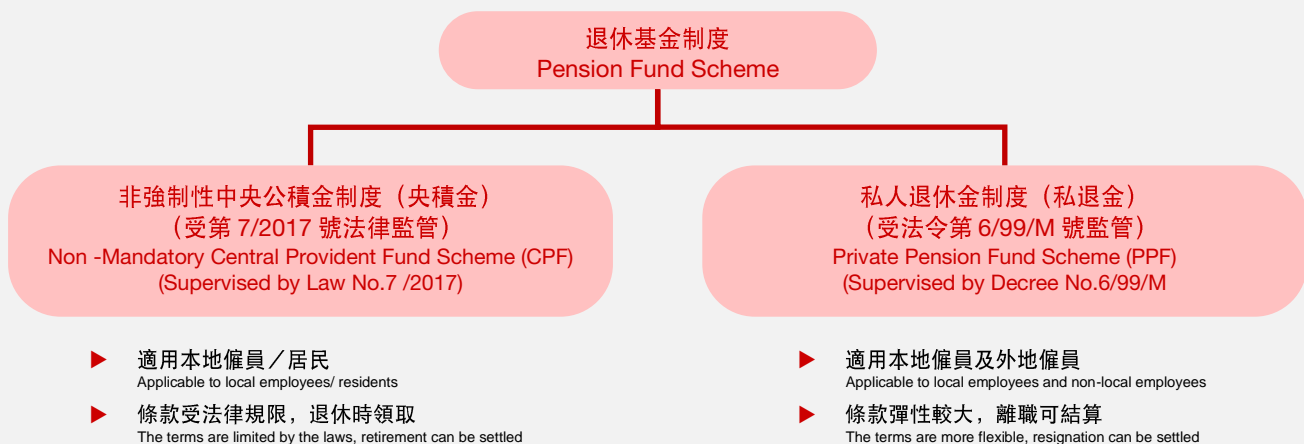 退休基金制度
Pension Fund Scheme
非強制性中央公積金制度（央積金）
（受第 7/2017 號法律監管）
Non -Mandatory Central Provident Fund Scheme (CPF)
(Supervised by Law No.7 /2017)
私人退休金制度（私退金）
（受法令第 6/99/M 號監管）
Private Pension Fund Scheme (PPF)
(Supervised by Decree No.6/99/M
適用本地僱員／居民
Applicable to local employees/ residents
條款受法律規限，退休時領取
The terms are limited by the laws, retirement can be settled
適用本地僱員及外地僱員
Applicable to local employees and non-local employees
條款彈性較大，離職可結算
The terms are more flexible, resignation can be settled